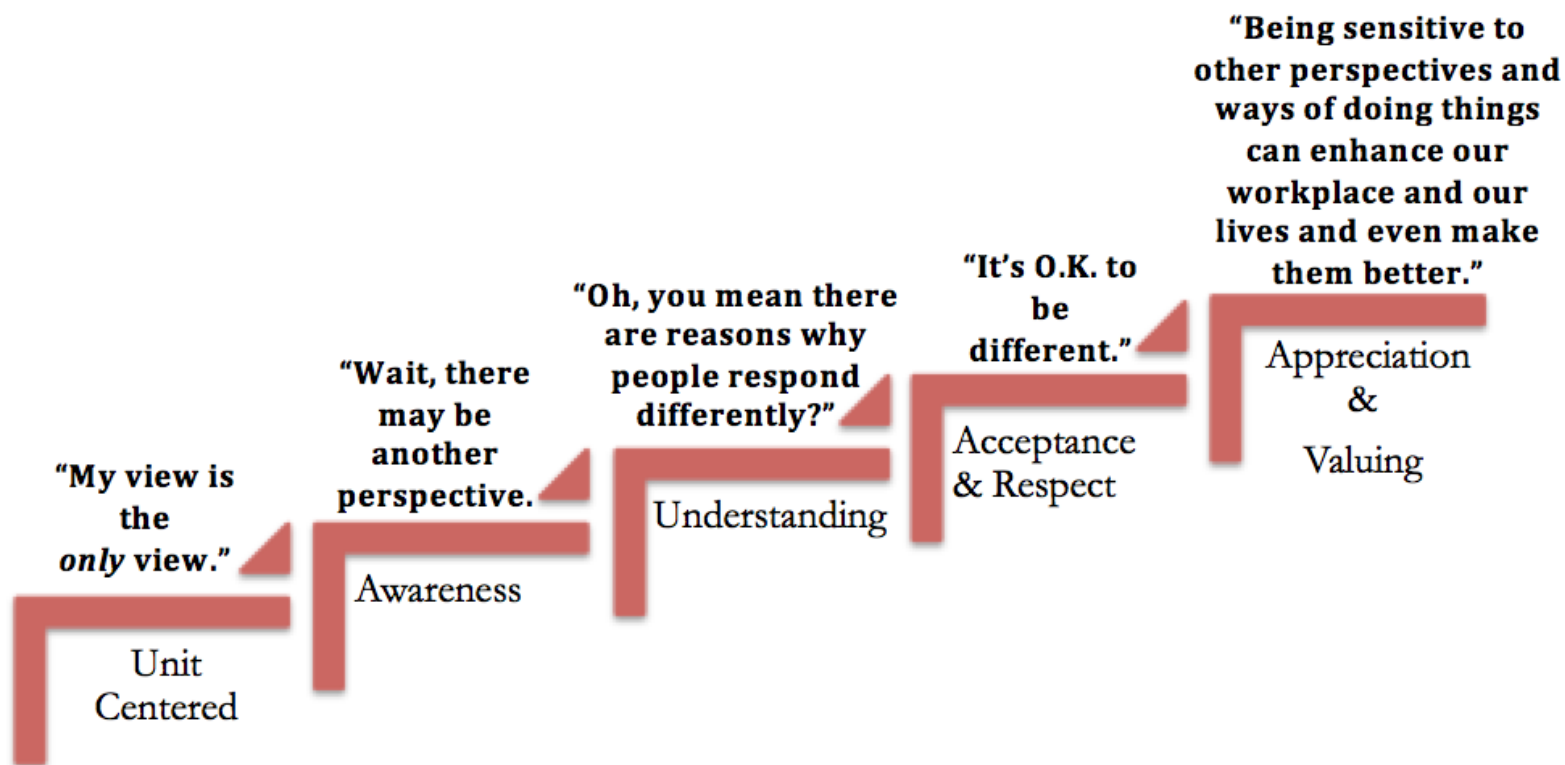 “My view is
the
only view.”
Unit
Centered
“Wait, there
may be
another
perspective.
Awareness
“Oh, you mean there
are reasons why
people respond
differently?”
Understanding
“It’s O.K. to
be
different.”
Acceptance
& Respect
“Being sensitive to
other perspectives and
ways of doing things
can enhance our
workplace and our
lives and even make
them better.”
Appreciation
&
Valuing